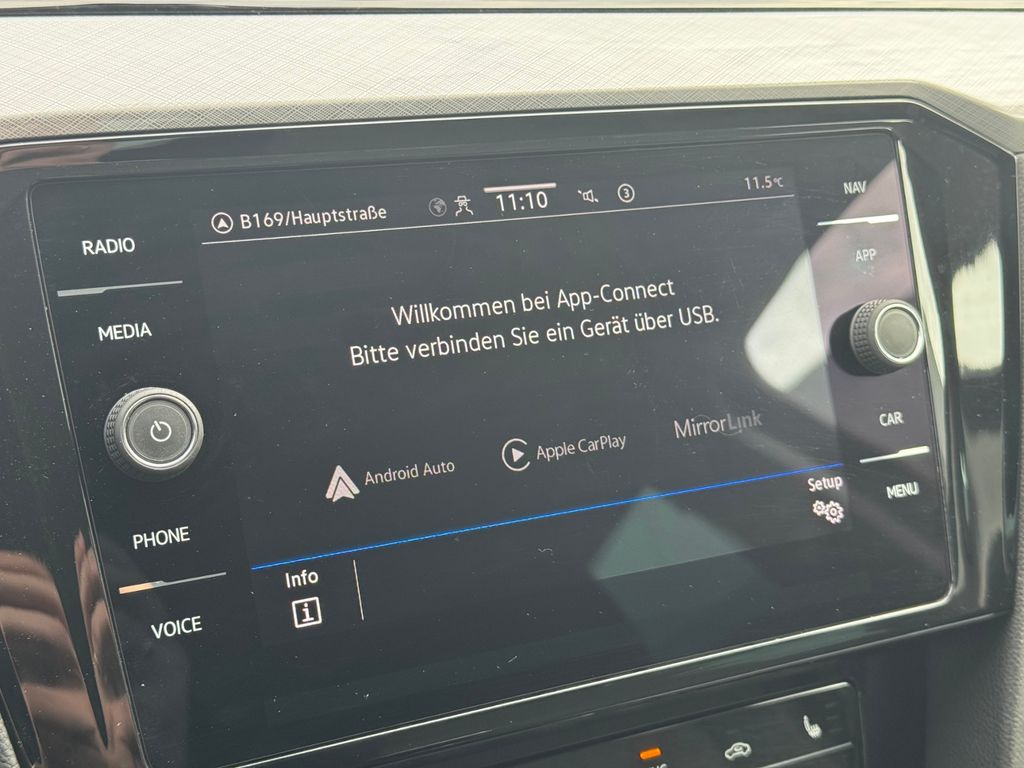 B169/Hauptstraße
11:10
3
11.5°C
NAV
RADIO
APP
Willkommen bei App-Connect
Bitte verbinden Sie ein Gerät über USB.
MEDIA
Android Auto
Apple CarPlay
MirrorLink
CAR
Setup
MENU
PHONE
Info
i
VOICE